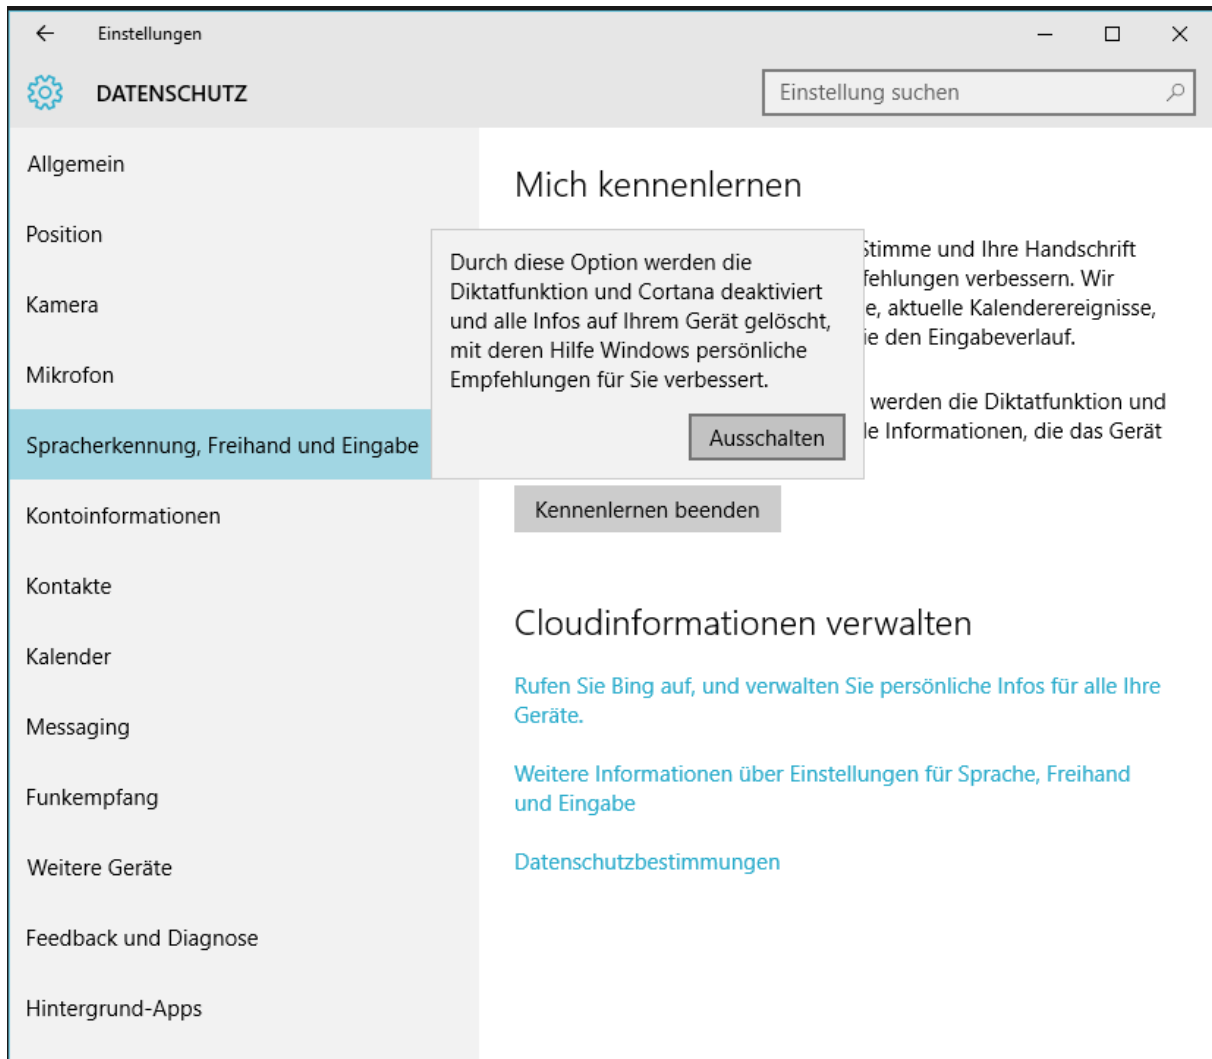 Einstellungen
DATENSCHUTZ
Einstellung suchen
Allgemein
Position
Kamera
Mikrofon
Spracherkennung, Freihand und Eingabe
Kontoinformationen
Kontakte
Kalender
Messaging
Funkempfang
Weitere Geräte
Feedback und Diagnose
Hintergrund-Apps
Mich kennenlernen
Stimme und Ihre Handschrift
verbessern. Wir
aktuelle Kalenderereignisse,
den Eingabeverlauf.
werden die Diktatfunktion und
Informationen, die das Gerät
Durch diese Option werden die
Diktatfunktion und Cortana deaktiviert
und alle Infos auf Ihrem Gerät gelöscht,
mit deren Hilfe Windows persönliche
Empfehlungen für Sie verbessert.
Ausschalten
Kennenlernen beenden
Cloudinformationen verwalten
Rufen Sie Bing auf, und verwalten Sie persönliche Infos für alle Ihre
Geräte.
Weitere Informationen über Einstellungen für Sprache, Freihand
und Eingabe
Datenschutzbestimmungen